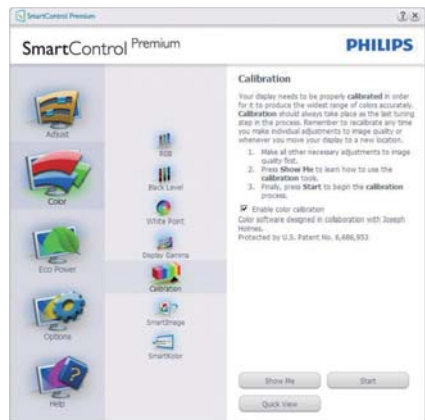 SmartControl Premium
SmartControl Premium
PHILIPS
Adjust
Color
Eco Power
Options
Help
RGB
Black Level
White Point
Display Gamma
Calibration
SmartImage
SmartKolor
Calibration
Your display needs to be properly calibrated in order
for it to produce the widest range of colors accurately.
Calibration should always take place as the last tuning
step in the process. Remember to recalibrate any time
you make individual adjustments to image quality or
whenever you move your display to a new location.
1. Make all other necessary adjustments to image
quality first.
2. Press Show Me to learn how to use the
calibration tools.
3. Finally, press Start to begin the calibration
process.
Enable color calibration
Color software designed in collaboration with Joseph
Holmes.
Protected by U.S. Patent No. 6,686,953
Show Me
Start
Quick View